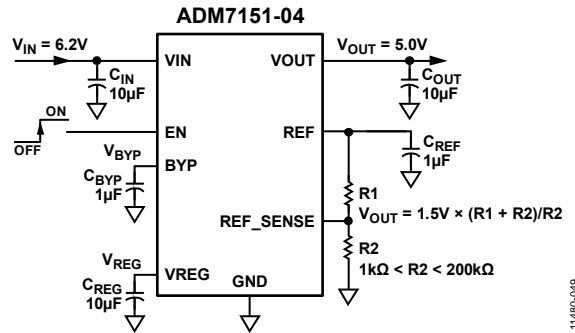 ADM7151-04
VIN = 6.2V
CIN
10µF
VIN
VOUT
VOUT = 5.0V
COUT
10µF
ON
OFF
EN
REF
CREF
1µF
VBYP
BYP
CBYP
1µF
R1
REF_SENSE
VOUT = 1.5V × (R1 + R2)/R2
R2
1kΩ < R2 < 200kΩ
VREG
VREG
CREG
10µF
GND
11480-049